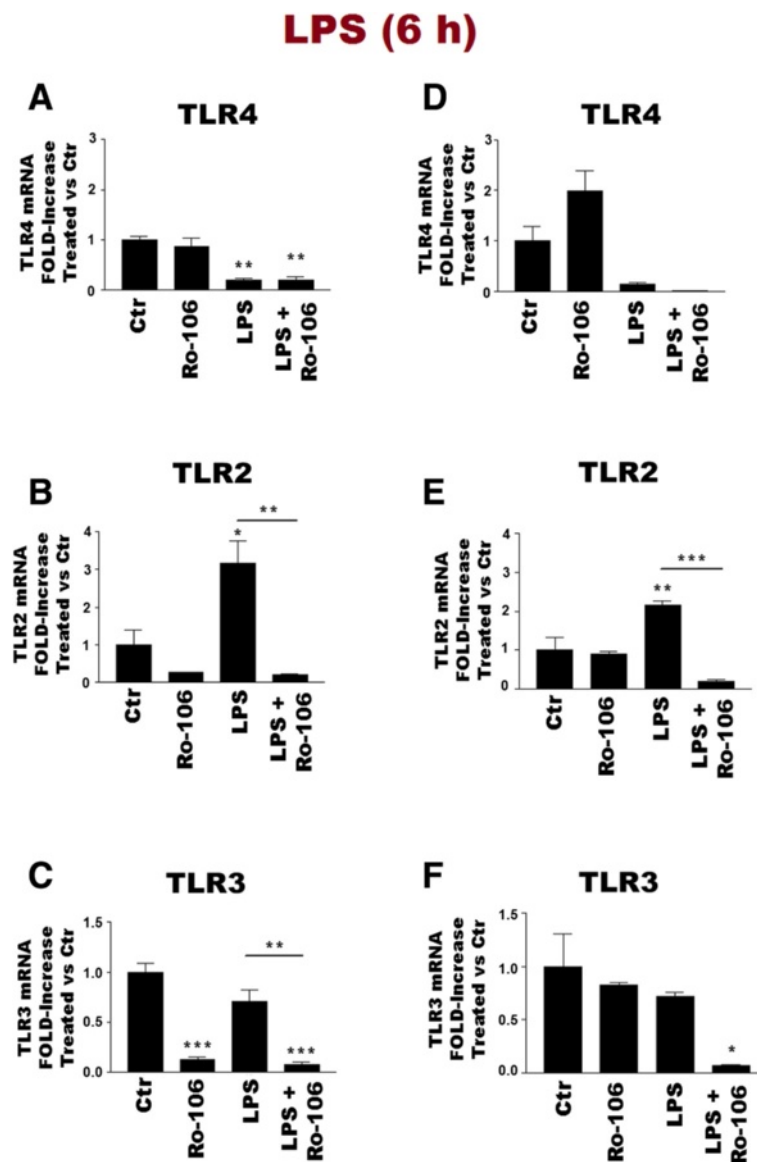 LPS (6 h)
A
TLR4
TLR4 mRNA
FOLD-Increase
Treated vs Ctr
3
2
1
0
**
**
Ctr
Ro-106
LPS
LPS +
Ro-106
D
TLR4
TLR4 mRNA
FOLD-Increase
Treated vs Ctr
3
2
1
0
Ctr
Ro-106
LPS
LPS +
Ro-106
B
TLR2
TLR2 mRNA
FOLD-Increase
Treated vs Ctr
4
3
2
1
0
**
*
Ctr
Ro-106
LPS
LPS +
Ro-106
E
TLR2
TLR2 mRNA
FOLD-Increase
Treated vs Ctr
4
3
2
1
0
***
**
Ctr
Ro-106
LPS
LPS +
Ro-106
C
TLR3
TLR3 mRNA
FOLD-Increase
Treated vs Ctr
1.5
1.0
0.5
0.0
**
***
***
Ctr
Ro-106
LPS
LPS +
Ro-106
F
TLR3
TLR3 mRNA
FOLD-Increase
Treated vs Ctr
1.5
1.0
0.5
0.0
*
Ctr
Ro-106
LPS
LPS +
Ro-106